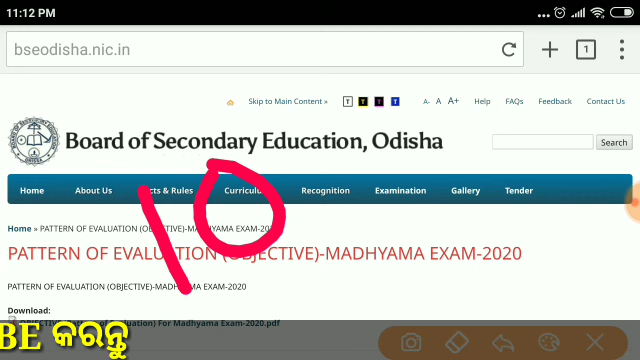 11:12 PM
bseodisha.nic.in
1
Skip to Main Content »
T T T T
A- A A+
Help
FAQs
Feedback
Contact Us
Board of Secondary Education, Odisha
Search
Home
About Us
& Rules
Recognition
Examination
Gallery
Tender
Home » PATTERN OF EVALUATION (OBJECTIVE)-MADHYAMA EXAM-
PATTERN OF EVALUATION (OBJECTIVE)-MADHYAMA EXAM-2020
PATTERN OF EVALUATION (OBJECTIVE)-MADHYAMA EXAM-2020
Download:
For Madhyama Exam-2020.pdf
BE କରନ୍ତୁ